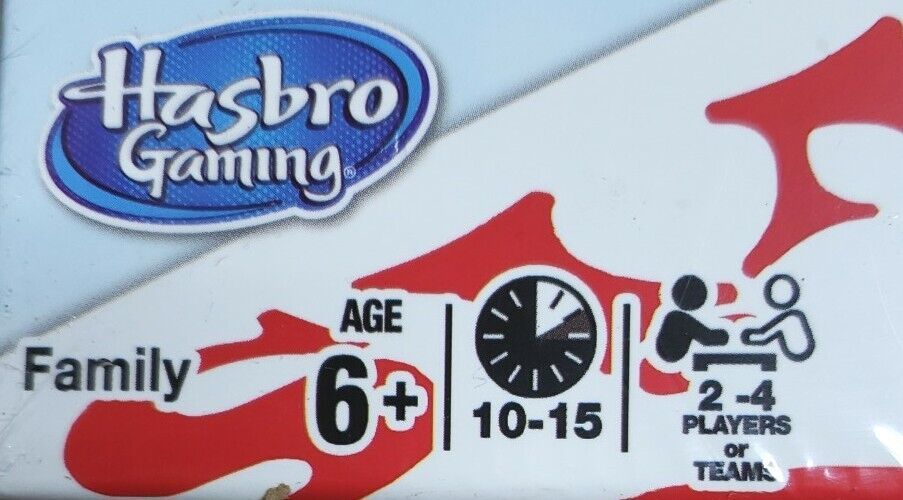 Hasbro
Gaming®
Family
AGE
6+
10-15
2 -4
PLAYERS
or
TEAMS